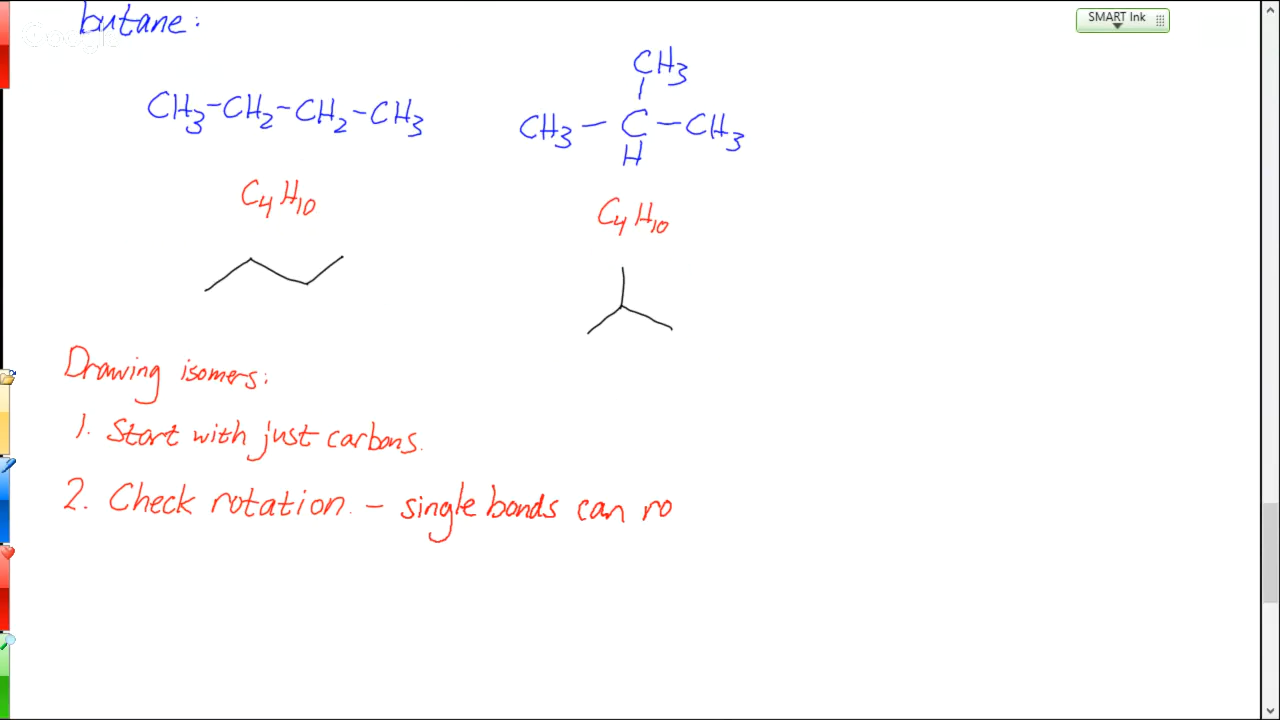 butane:
SMART Ink
Google
CH3
CH3-CH2-CH2-CH3
CH3 - C - CH3
H
C4H10
C4H10
Drawing isomers:
1. Start with just carbons.
2. Check rotation. - single bonds can ro